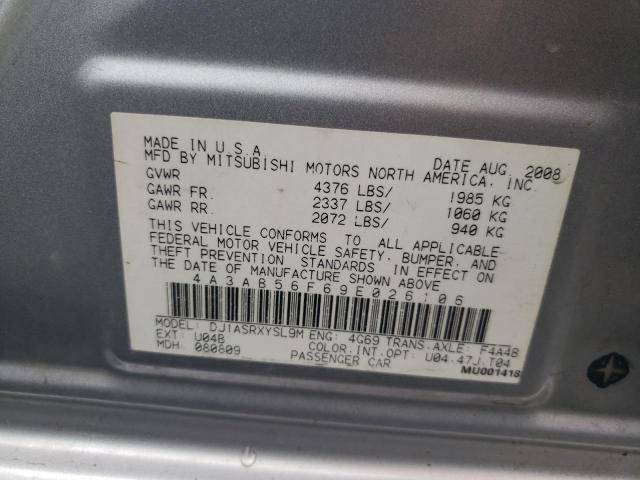 MADE IN U.S.A DATE AUG, 2008
MFD BY MITSUBISHI MOTORS NORTH AMERICA, INC.
GVWR 4376 LBS/ 1985 KG
GAWR FR. 2337 LBS/ 1060 KG
GAWR RR. 2072 LBS/ 940 KG
THIS VEHICLE CONFORMS TO ALL APPLICABLE
FEDERAL MOTOR VEHICLE SAFETY, BUMPER, AND
THEFT PREVENTION STANDARDS IN EFFECT ON
THE DATE OF MANUFACTURE SHOWN ABOVE
4A3AB56F69E026106
MODEL: DJ1ASRXYSL9M ENG: 4G69 TRANS.AXLE: F4A4B
EXT: U04B COLOR.INT.OPT: U04.47J.T04
MDH: 080809 PASSENGER CAR
MU001418